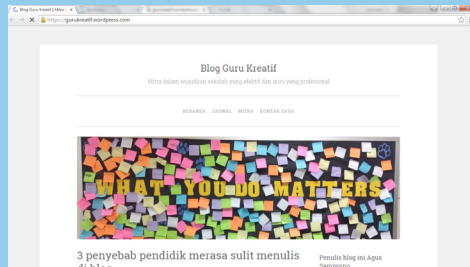 Blog Guru Kreatif | Mitra
https://gurukreatif.wordpress.com
Blog Guru Kreatif
Mitra dalam wujudkan sekolah yang efektif dan guru yang profesional
BERANDA JADWAL MITRA KONTAK SAYA
WHAT YOU DO MATTERS
3 penyebab pendidik merasa sulit menulis
di blog
Penulis blog ini Agus
Sampurno